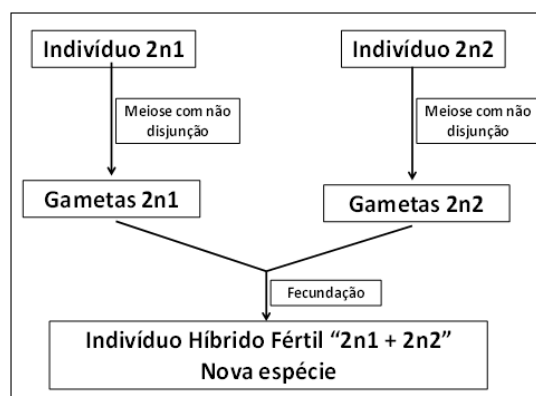 Indivíduo 2n1
Indivíduo 2n2
Meiose com não
disjunção
Meiose com não
disjunção
Gametas 2n1
Gametas 2n2
Fecundação
Indivíduo Híbrido Fértil “2n1 + 2n2”
Nova espécie